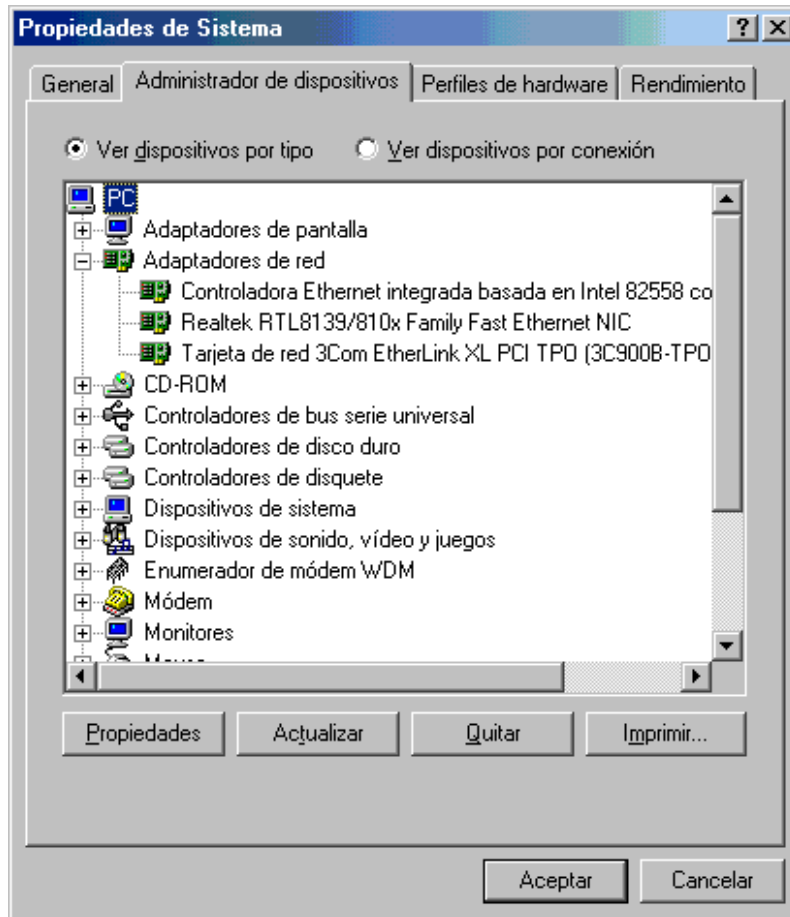 Propiedades de Sistema
General Administrador de dispositivos Perfiles de hardware Rendimiento
Ver dispositivos por tipo Ver dispositivos por conexión
PC
Adaptadores de pantalla
Adaptadores de red
Controladora Ethernet integrada basada en Intel 82558 co
Realtek RTL8139/810x Family Fast Ethernet NIC
Tarjeta de red 3Com EtherLink XL PCI TPO (3C900B-TPO
CD-ROM
Controladores de bus serie universal
Controladores de disco duro
Controladores de disquete
Dispositivos de sistema
Dispositivos de sonido, vídeo y juegos
Enumerador de módem WDM
Módem
Monitores
Propiedades Actualizar Quitar Imprimir...
Aceptar Cancelar